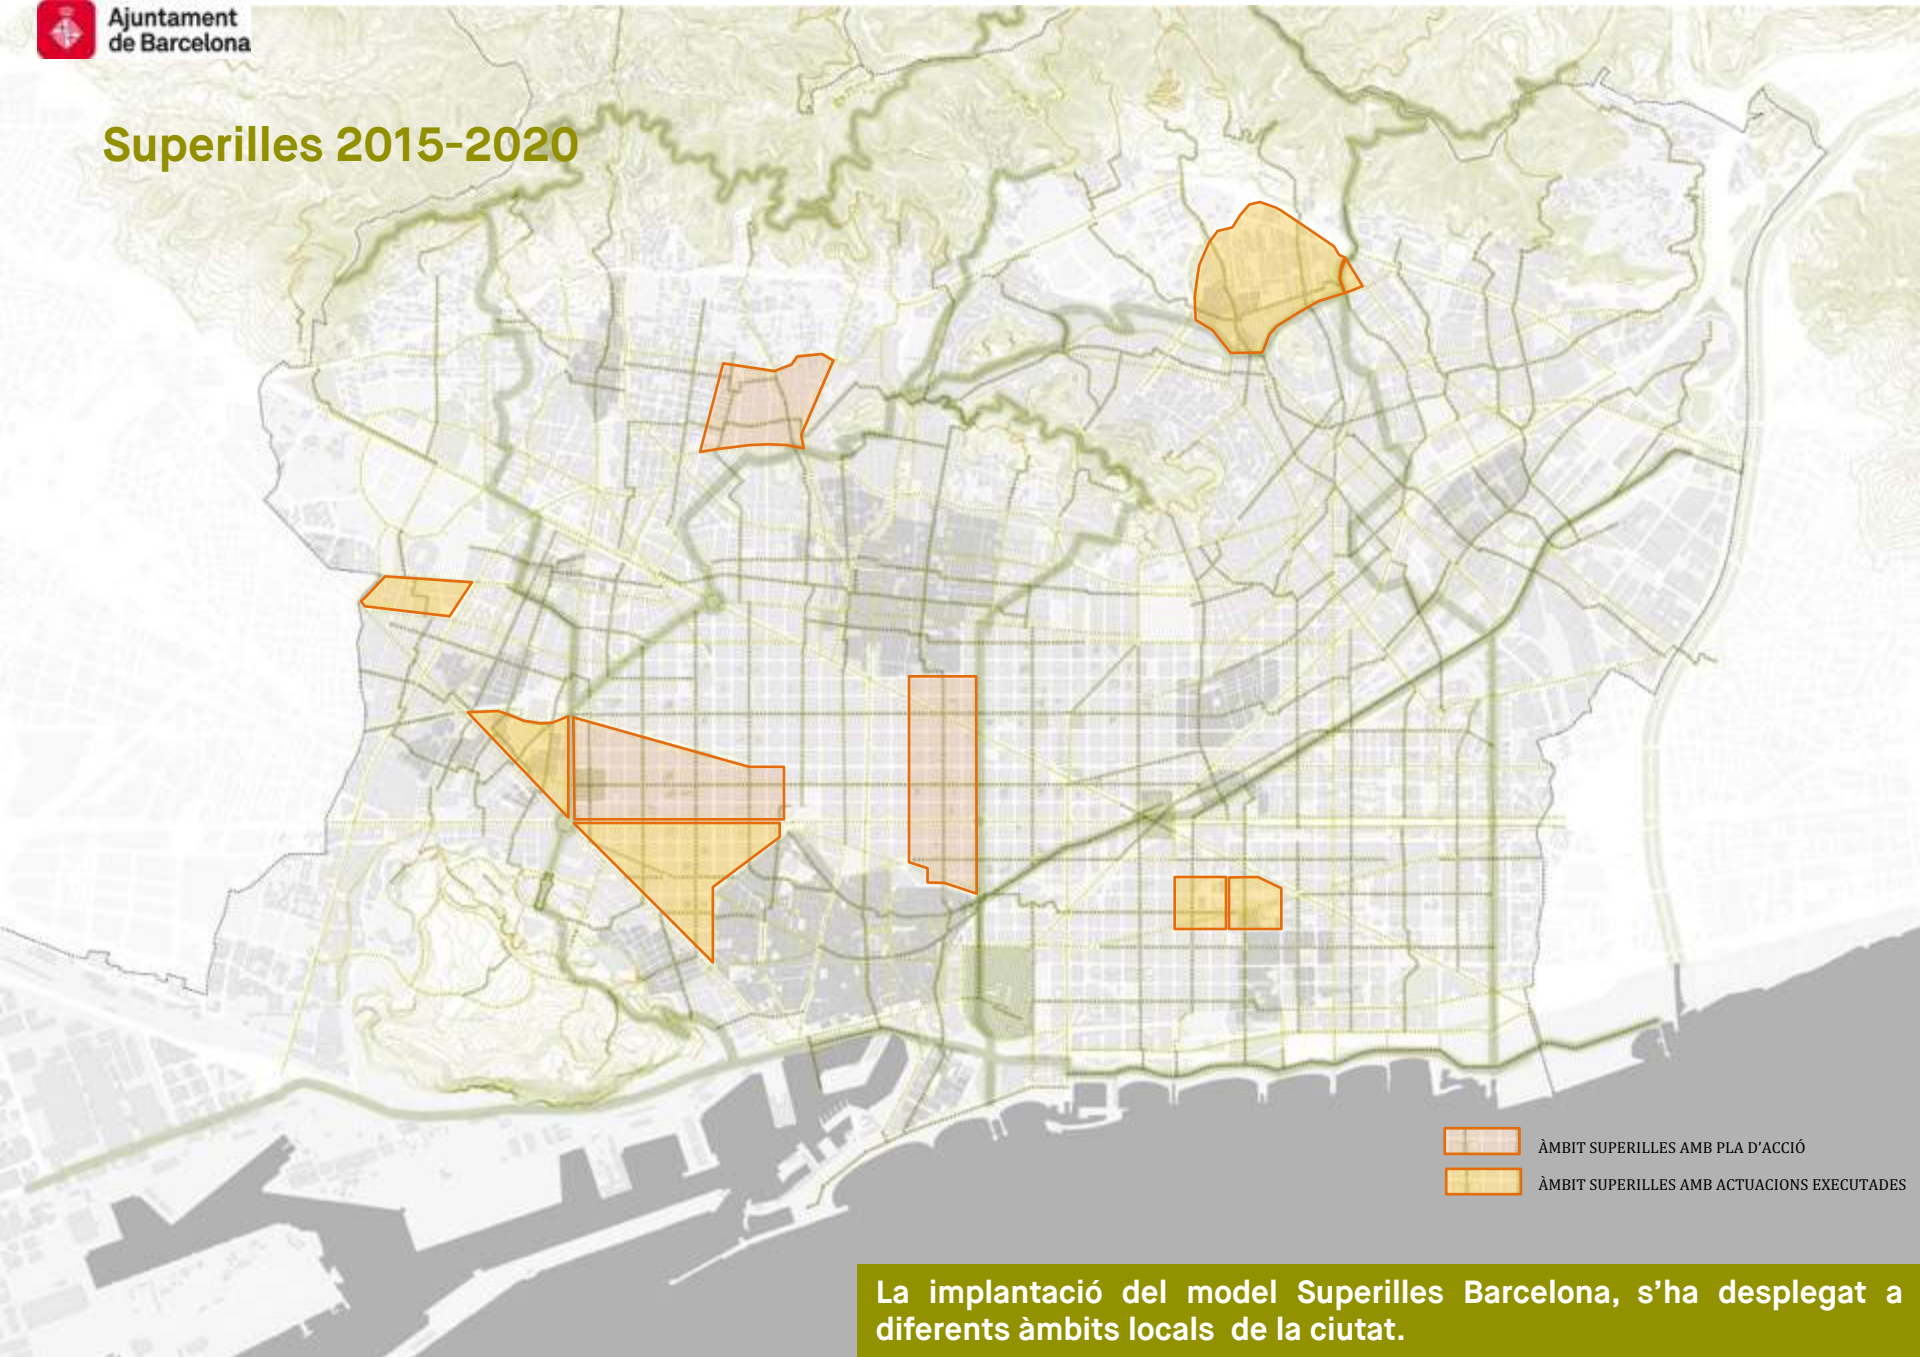 Ajuntament
de Barcelona
Superilles 2015-2020
ÀMBIT SUPERILLES AMB PLA D'ACCIÓ
ÀMBIT SUPERILLES AMB ACTUACIONS EXECUTADES
La implantació del model Superilles Barcelona, s'ha desplegat a
diferents àmbits locals de la ciutat.